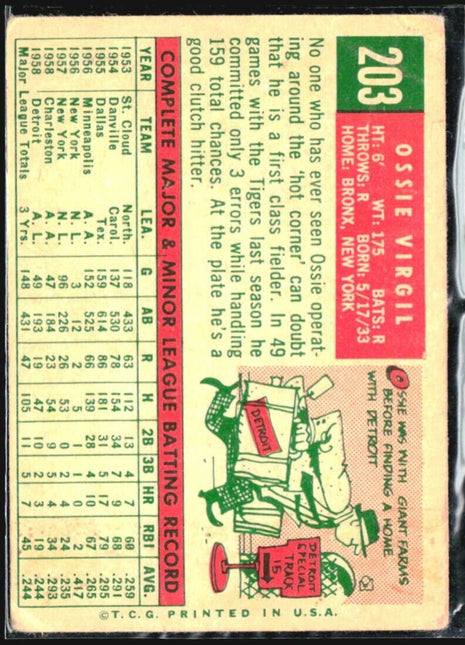 203
OSSIE VIRGIL
HT: 6' WT: 175 BATS: R
THROWS: R BORN: 5/17/33
HOME: BRONX, NEW YORK
No one who has ever seen Ossie operat-
ing around the 'hot corner' can doubt
that he is a first class fielder. In 49
games with the Tigers last season he
committed only 3 errors while handling
159 total chances. At the plate he's a
good clutch hitter.
OSSIE WAS WITH GIANT FARMS
BEFORE FINDING A HOME
WITH DETROIT
DETROIT
DETROIT
SPECIAL
TRACK
15
COMPLETE MAJOR & MINOR LEAGUE BATTING RECORD
YEAR TEAM LEA. G AB R H 2B 3B HR RBI AVG.
1953 St. Cloud North. 118 433 63 112 13 4 7 60 .259
1954 Danville Carol. 137 530 78 154 34 7 9 68 .291
1955 Dallas Tex. 159 614 86 181 31 5 79 .295
1956 Minneapolis A.A. 152 525 66 139 28 4 10 67 .265
1956 New York N.L. 3 12 2 5 1 1 0 2 .417
1957 New York N.L. 96 226 26 53 0 2 4 24 .235
1958 Charleston A.A. 47 184 26 54 1 5 29 .293
1958 Detroit A.L. 49 193 19 47 10 2 3 19 .244
Major League Totals 3 Yrs. 148 431 47 105 11 5 7 45 .244
©T.C.G. PRINTED IN U.S.A.